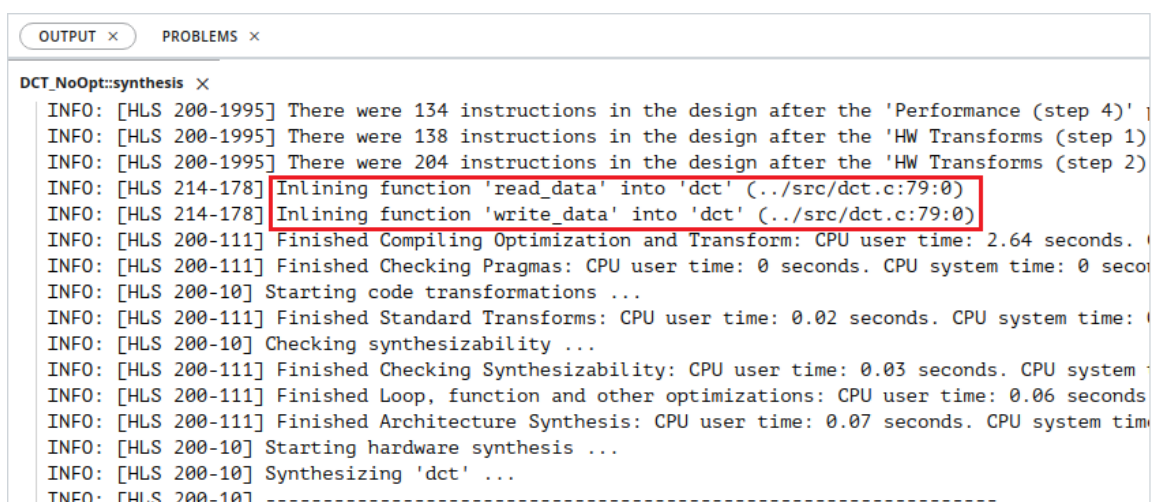 OUTPUT × PROBLEMS ×
DCT_NoOpt::synthesis ×
INFO: [HLS 200-1995] There were 134 instructions in the design after the 'Performance (step 4)'
INFO: [HLS 200-1995] There were 138 instructions in the design after the 'HW Transforms (step 1)
INFO: [HLS 200-1995] There were 204 instructions in the design after the 'HW Transforms (step 2)
INFO: [HLS 214-178] Inlining function 'read_data' into 'dct' (../src/dct.c:79:0)
INFO: [HLS 214-178] Inlining function 'write_data' into 'dct' (../src/dct.c:79:0)
INFO: [HLS 200-111] Finished Compiling Optimization and Transform: CPU user time: 2.64 seconds.
INFO: [HLS 200-111] Finished Checking Pragmas: CPU user time: 0 seconds. CPU system time: 0
INFO: [HLS 200-10] Starting code transformations ...
INFO: [HLS 200-111] Finished Standard Transforms: CPU user time: 0.02 seconds. CPU system time:
INFO: [HLS 200-10] Checking synthesizability ...
INFO: [HLS 200-111] Finished Checking Synthesizability: CPU user time: 0.03 seconds. CPU system
INFO: [HLS 200-111] Finished Loop, function and other optimizations: CPU user time: 0.06 seconds
INFO: [HLS 200-111] Finished Architecture Synthesis: CPU user time: 0.07 seconds. CPU system
INFO: [HLS 200-10] Starting hardware synthesis ...
INFO: [HLS 200-10] Synthesizing 'dct' ...
INFO: [HLS 200-10] ----------------------------------------------------------------